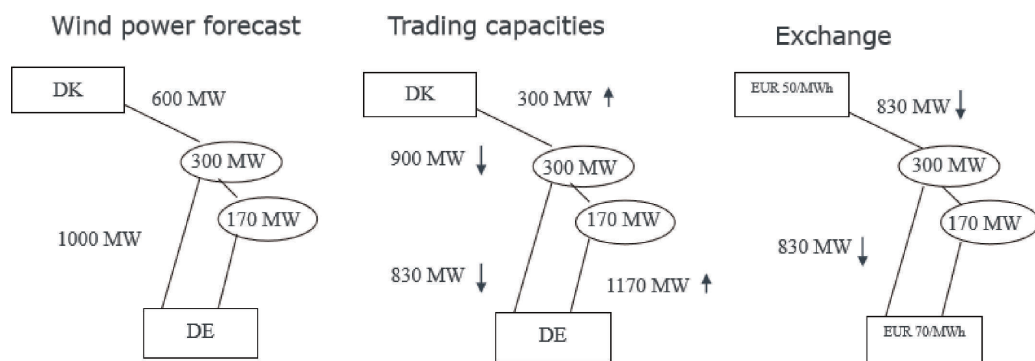 Wind power forecast
DK
600 MW
300 MW
170 MW
1000 MW
DE
Trading capacities
DK
300 MW
900 MW
300 MW
170 MW
830 MW
1170 MW
DE
Exchange
EUR 50/MWh
830 MW
300 MW
170 MW
830 MW
EUR 70/MWh